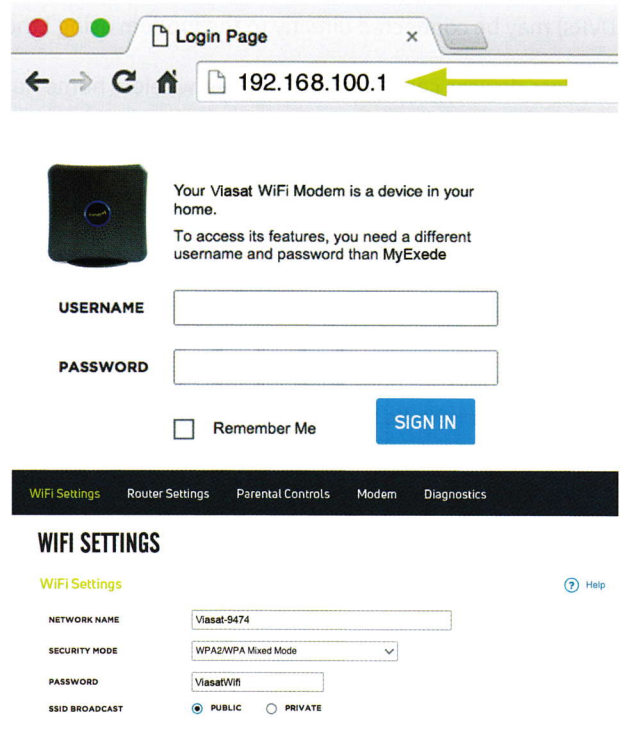 Login Page
192.168.100.1
Your Viasat WiFi Modem is a device in your
home.
To access its features, you need a different
username and password than MyExede
USERNAME
PASSWORD
Remember Me
SIGN IN
WiFi Settings Router Settings Parental Controls Modem Diagnostics
WIFI SETTINGS
WiFi Settings
? Help
NETWORK NAME Viasat-9474
SECURITY MODE WPA2/WPA Mixed Mode
PASSWORD ViasatWifi
SSID BROADCAST PUBLIC PRIVATE